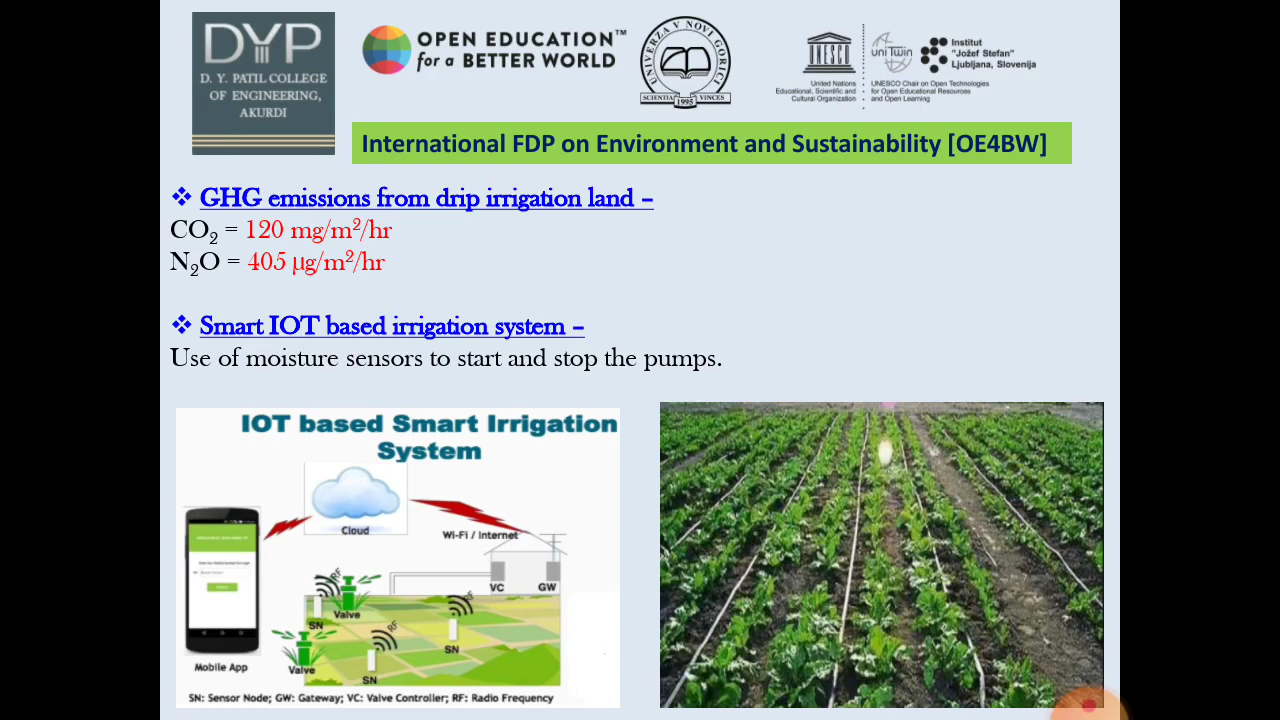 DYP
D. Y. PATIL COLLEGE
OF ENGINEERING,
AKURDI
OPEN EDUCATION™
for a BETTER WORLD
UNIVERZA V NOVI GORICI
SCIENTIA VINCES
1995
UNESCO
United Nations
Educational, Scientific and
Cultural Organization
uniTwin
Institut
"Jožef Stefan"
Ljubljana, Slovenija
UNESCO Chair on Open Technologies
for Open Educational Resources
and Open Learning
International FDP on Environment and Sustainability [OE4BW]
❖ GHG emissions from drip irrigation land –
CO₂ = 120 mg/m²/hr
N₂O = 405 µg/m²/hr
❖ Smart IOT based irrigation system –
Use of moisture sensors to start and stop the pumps.
IOT based Smart Irrigation
System
Cloud
Wi-Fi / Internet
VC
GW
RF
Valve
SN
RF
RF
SN
Valve
SN
Mobile App
SN: Sensor Node; GW: Gateway; VC: Valve Controller; RF: Radio Frequency